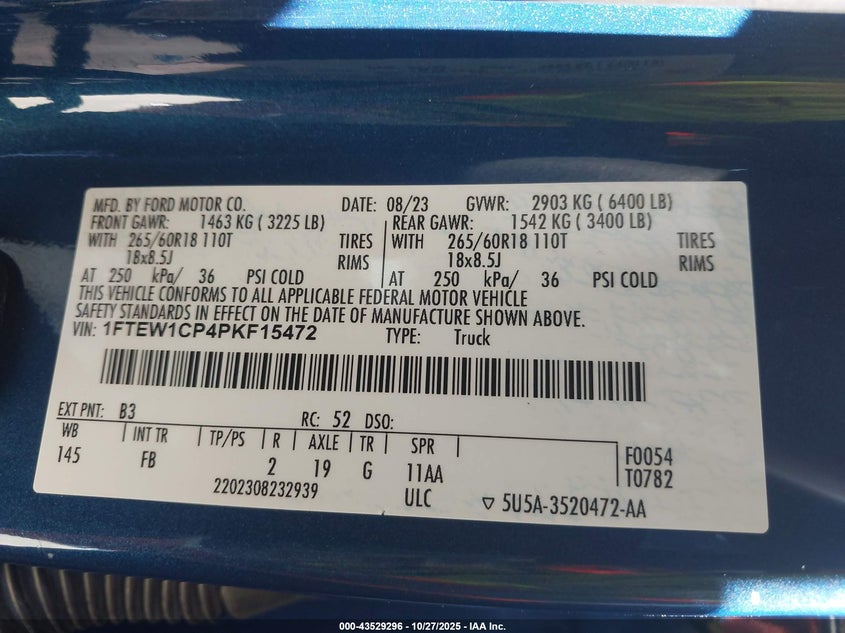 MFD. BY FORD MOTOR CO. DATE: 08/23 GVWR: 2903 KG ( 6400 LB)
FRONT GAWR: 1463 KG ( 3225 LB) REAR GAWR: 1542 KG ( 3400 LB)
WITH 265/60R18 110T TIRES WITH 265/60R18 110T TIRES
18x8.5J RIMS 18x8.5J RIMS
AT 250 kPa/ 36 PSI COLD AT 250 kPa/ 36 PSI COLD
THIS VEHICLE CONFORMS TO ALL APPLICABLE FEDERAL MOTOR VEHICLE
SAFETY STANDARDS IN EFFECT ON THE DATE OF MANUFACTURE SHOWN ABOVE.
VIN: 1FTEW1CP4PKF15472 TYPE: Truck
EXT PNT: B3 RC: 52 DSO:
WB INT TR TP/PS R AXLE TR SPR
145 FB 2 19 G 11AA F0054
T0782
2202308232939 ULC ▽ 5U5A-3520472-AA
000-43529296 - 10/27/2025 - IAA Inc.